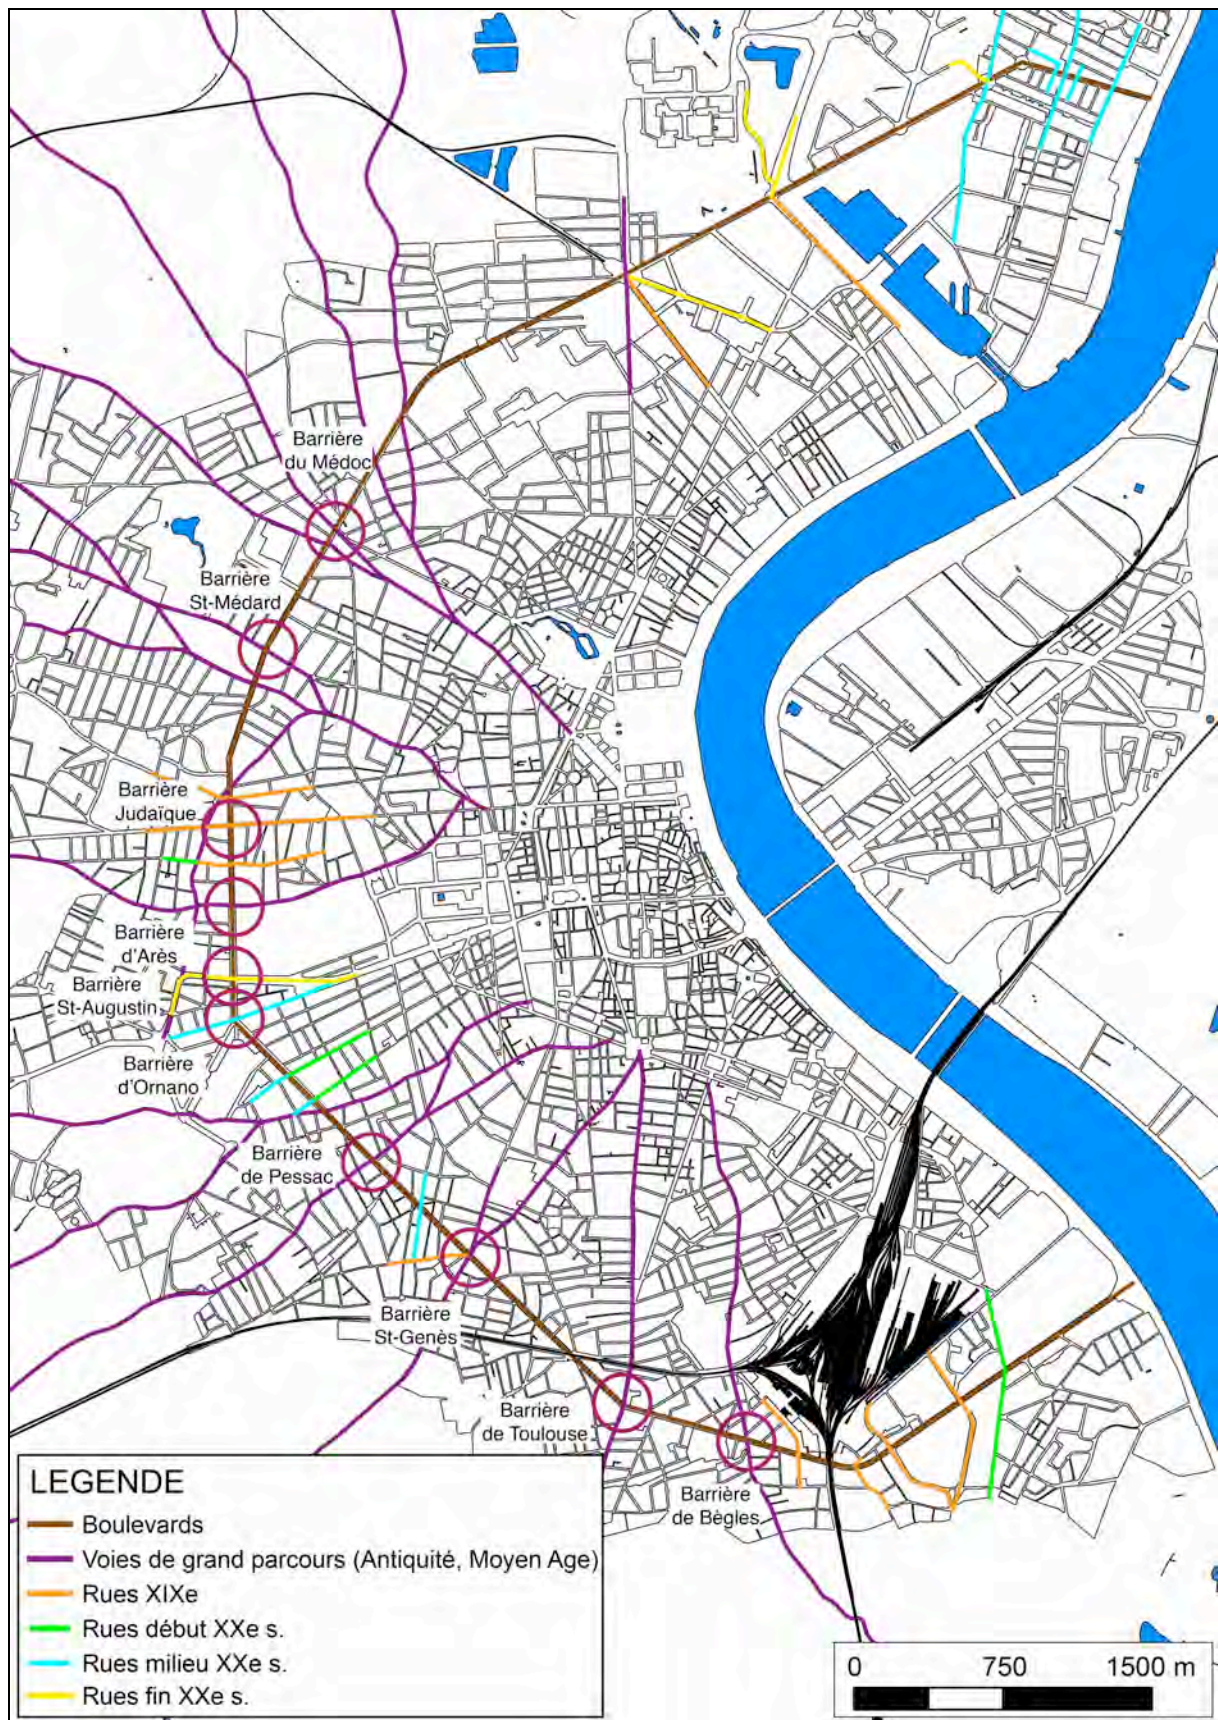 Barrière
du Médoc
Barrière
St-Médard
Barrière
Judaïque
Barrière
d'Arès
Barrière
St-Augustin
Barrière
d'Ornano
Barrière
de Pessac
Barrière
St-Genès
Barrière
de Toulouse
Barrière
de Bègles
LEGENDE
Boulevards
Voies de grand parcours (Antiquité, Moyen Age)
Rues XIXe
Rues début XXe s.
Rues milieu XXe s.
Rues fin XXe s.
0 750 1500 m